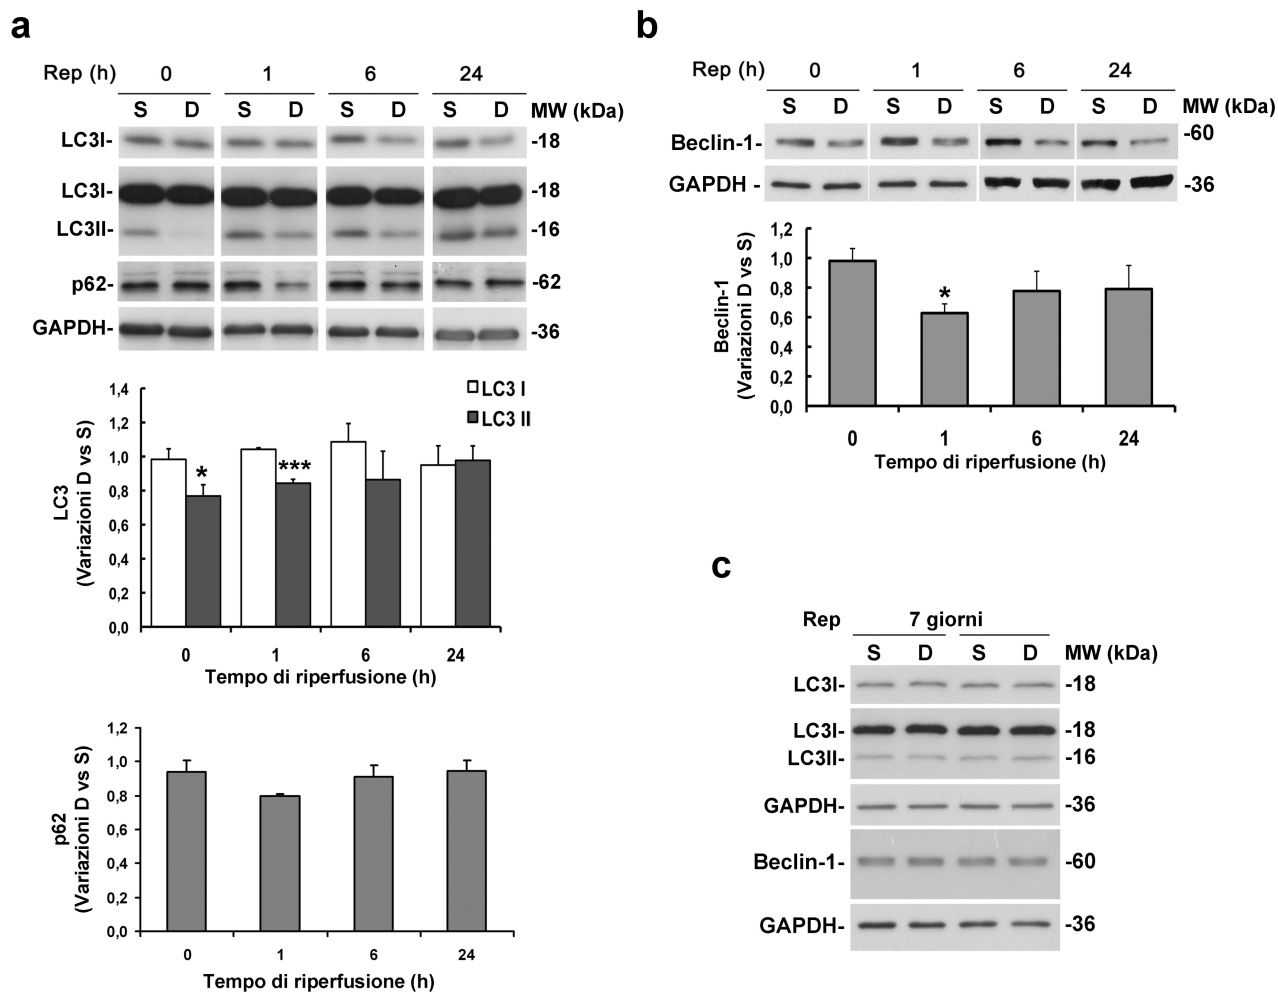 a
Rep (h) 0 1 6 24
S D S D S D S D MW (kDa)
LC3I- -18
LC3I- -18
LC3II- -16
p62- -62
GAPDH- -36
LC3 I
LC3 II
LC3
(Variazioni D vs S)
1,4
1,2
1,0
0,8
0,6
0,4
0,2
0,0
* ***
0 1 6 24
Tempo di riperfusione (h)
p62
(Variazioni D vs S)
1,2
1,0
0,8
0,6
0,4
0,2
0,0
0 1 6 24
Tempo di riperfusione (h)
b
Rep (h) 0 1 6 24
S D S D S D S D MW (kDa)
Beclin-1- -60
GAPDH - -36
Beclin-1
(Variazioni D vs S)
1,2
1,0
0,8
0,6
0,4
0,2
0,0
*
0 1 6 24
Tempo di riperfusione (h)
c
Rep 7 giorni
S D S D MW (kDa)
LC3I- -18
LC3I- -18
LC3II- -16
GAPDH- -36
Beclin-1- -60
GAPDH- -36